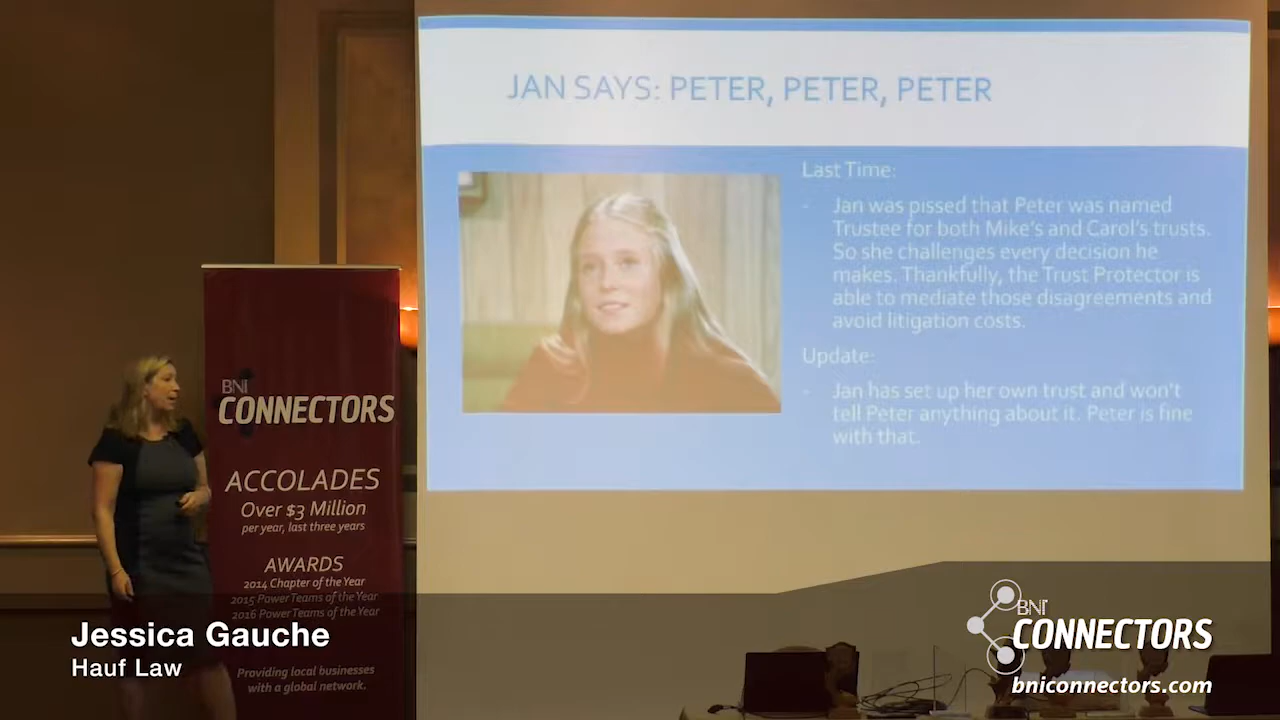 JAN SAYS: PETER, PETER, PETER
Last Time:
- Jan was pissed that Peter was named
Trustee for both Mike's and Carol's trusts.
So she challenges every decision he
makes. Thankfully, the Trust Protector is
able to mediate those disagreements and
avoid litigation costs.
Update:
- Jan has set up her own trust and won't
tell Peter anything about it. Peter is fine
with that.
BNI
CONNECTORS
ACCOLADES
Over $3 Million
per year, last three years
AWARDS
2014 Chapter of the Year
2015 Power Teams of the Year
2016 Power Teams of the Year
Providing local businesses
with a global network.
Jessica Gauche
Hauf Law
BNI
CONNECTORS
bniconnectors.com